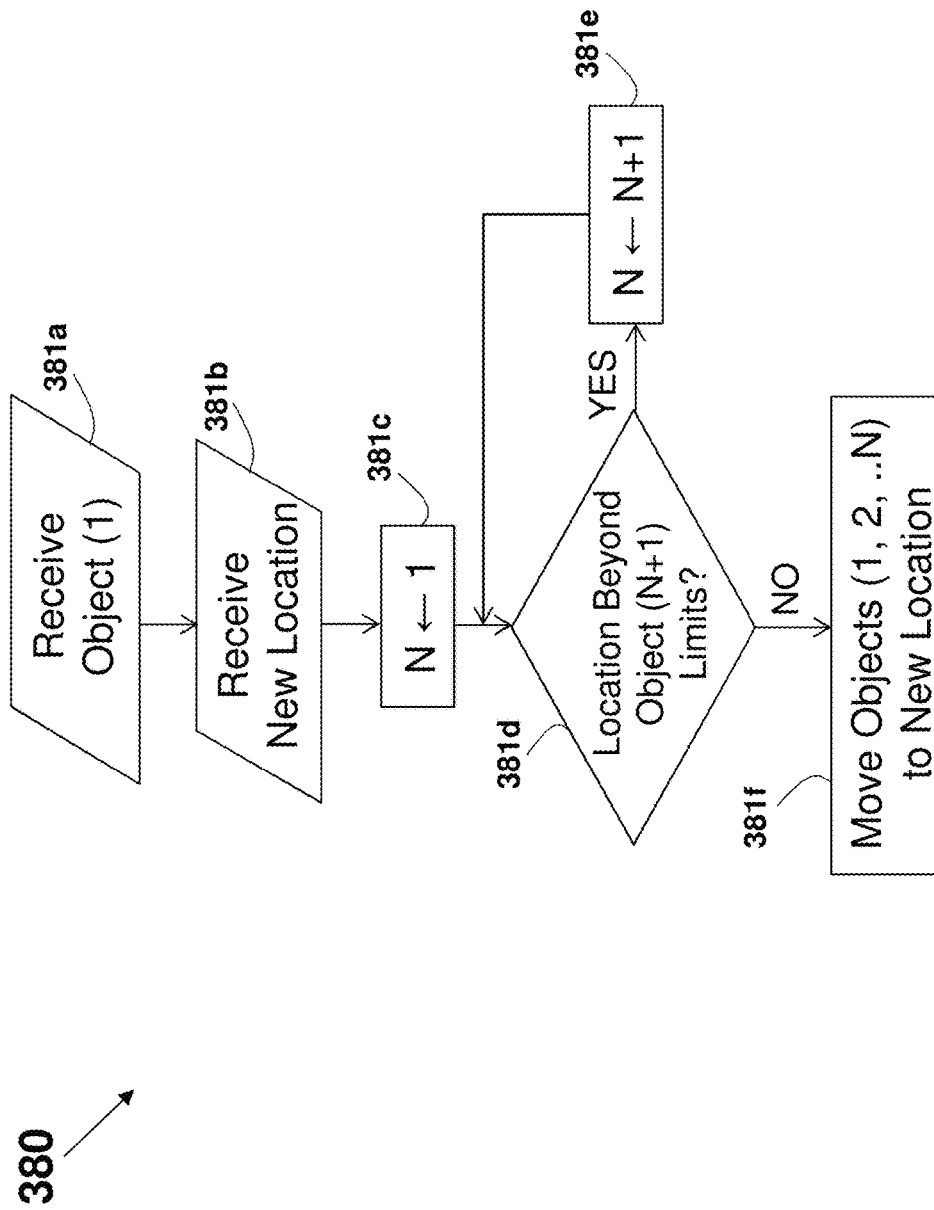 380
Receive
Object (1)
381a
Receive
New Location
381b
N ← 1
381c
Location Beyond
Object (N+1)
Limits?
381d
YES
N ← N+1
381e
NO
Move Objects (1, 2, ..N)
to New Location
381f